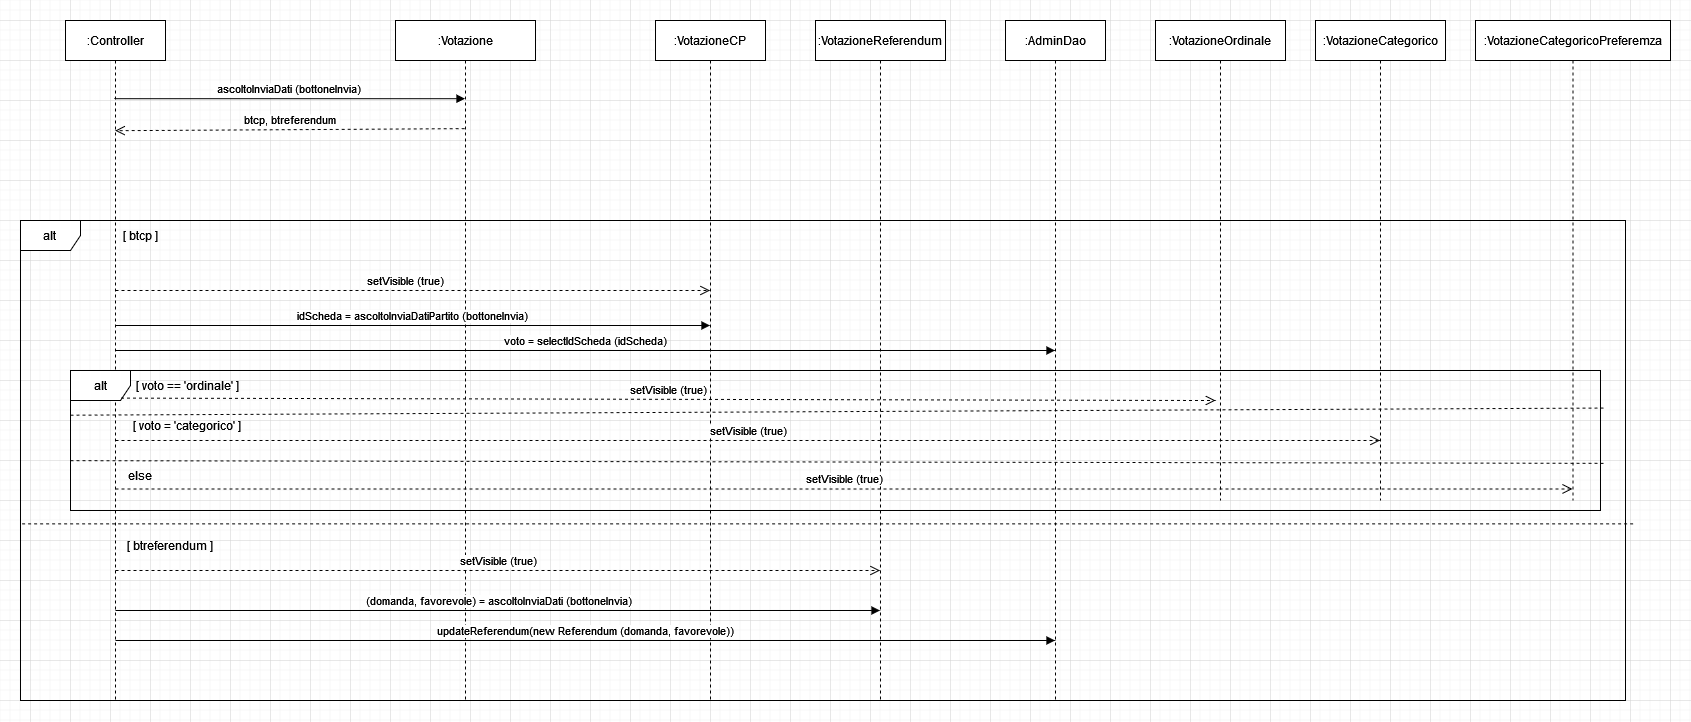 :Controller
:Votazione
:VotazioneCP
:VotazioneReferendum
:AdminDao
:VotazioneOrdinale
:VotazioneCategorico
:VotazioneCategoricoPreferemza
ascoltoInviaDati (bottoneInvia)
btcp, btreferendum
alt
[ btcp ]
setVisible (true)
idScheda = ascoltoInviaDatiPartito (bottoneInvia)
voto = selectIdScheda (idScheda)
alt
[ voto == 'ordinale' ]
setVisible (true)
[ voto = 'categorico' ]
setVisible (true)
else
setVisible (true)
[ btreferendum ]
setVisible (true)
(domanda, favorevole) = ascoltoInviaDati (bottoneInvia)
updateReferendum(new Referendum (domanda, favorevole))